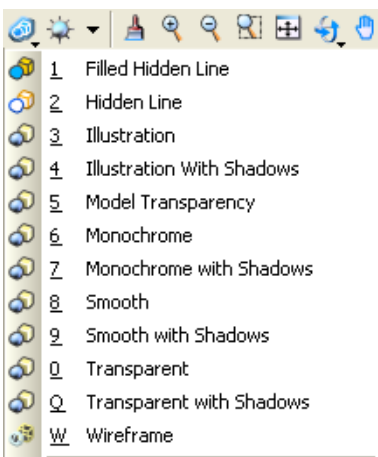 1 Filled Hidden Line
2 Hidden Line
3 Illustration
4 Illustration With Shadows
5 Model Transparency
6 Monochrome
7 Monochrome with Shadows
8 Smooth
9 Smooth with Shadows
0 Transparent
Q Transparent with Shadows
W Wireframe